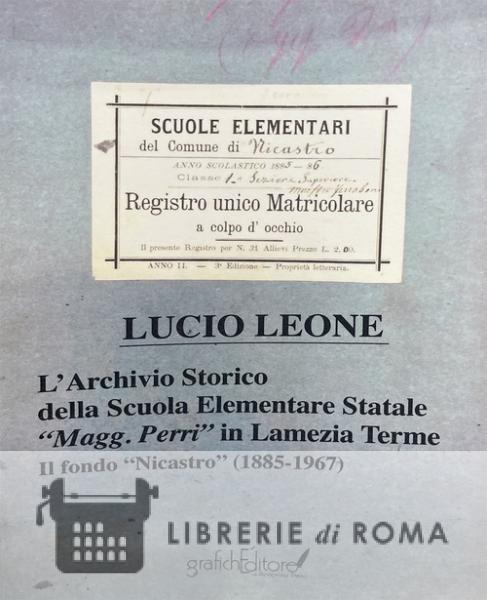 SCUOLE ELEMENTARI
del Comune di Nicastro
ANNO SCOLASTICO 1885-86
Classe 1a Sezione Superiore
Registro unico Matricolare
a colpo d' occhio
Il presente Registro per N. 31 Allievi Prezzo L. 2.00.
ANNO II. — 3a Edizione — Proprietà letteraria.
LUCIO LEONE
L'Archivio Storico
della Scuola Elementare Statale
“Magg. Perri” in Lamezia Terme
Il fondo “Nicastro” (1885-1967)
LIBRERIE di ROMA
grafichEditore